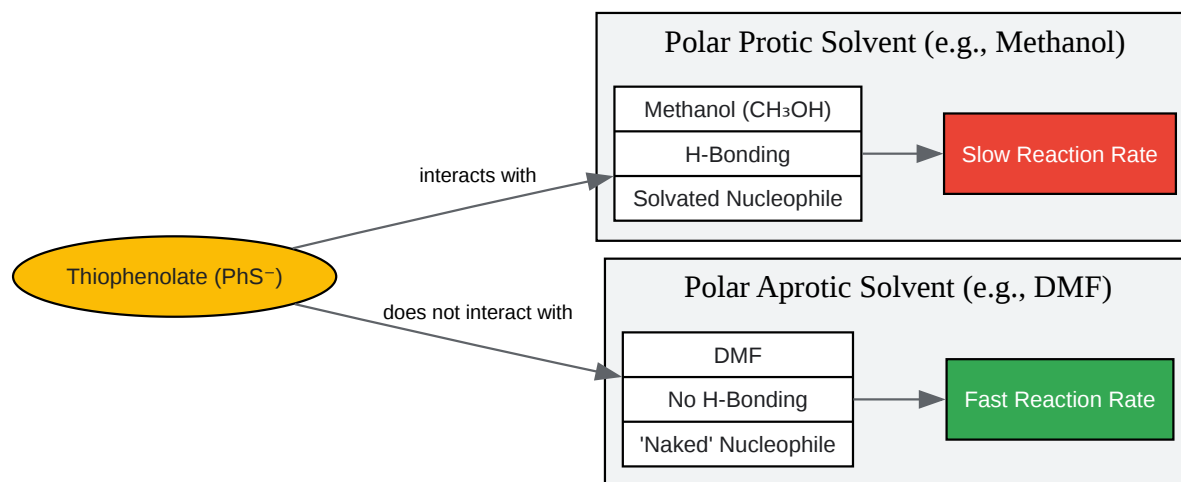 Polar Protic Solvent (e.g., Methanol)
Methanol (CH₃OH)
H-Bonding
Solvated Nucleophile
Slow Reaction Rate
interacts with
Thiophenolate (PhS⁻)
does not interact with
Polar Aprotic Solvent (e.g., DMF)
DMF
No H-Bonding
'Naked' Nucleophile
Fast Reaction Rate